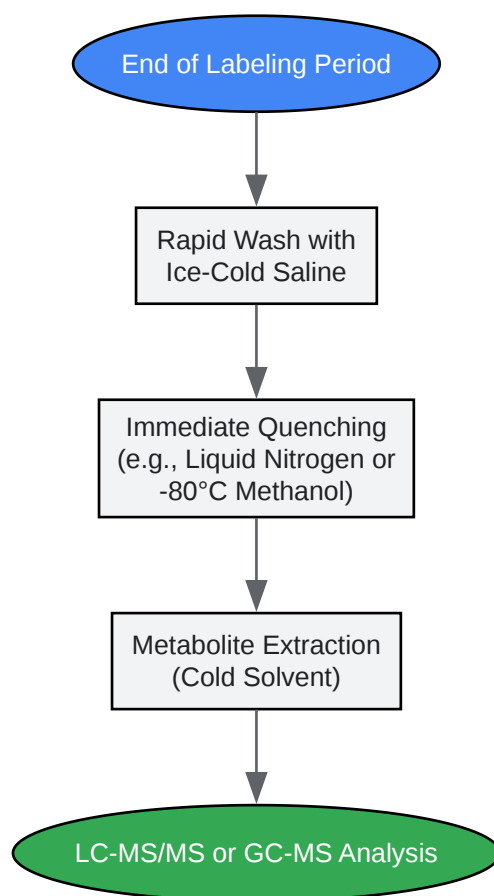 End of Labeling Period
Rapid Wash with
Ice-Cold Saline
Immediate Quenching
(e.g., Liquid Nitrogen or
-80°C Methanol)
Metabolite Extraction
(Cold Solvent)
LC-MS/MS or GC-MS Analysis